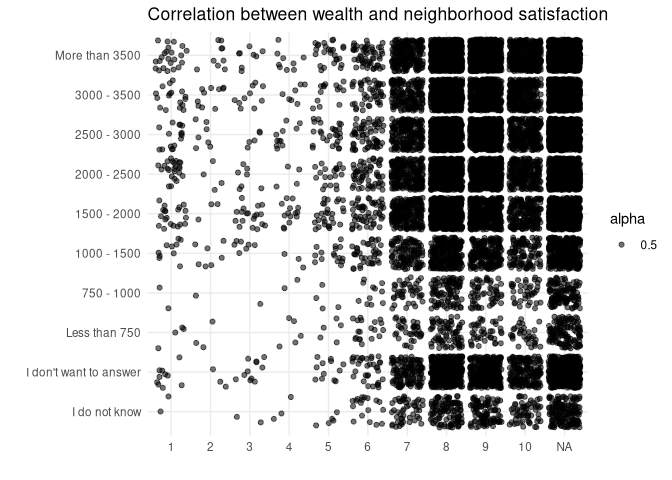 Correlation between wealth and neighborhood satisfaction
More than 3500
3000 - 3500
2500 - 3000
2000 - 2500
1500 - 2000
1000 - 1500
750 - 1000
Less than 750
I don't want to answer
I do not know
1 2 3 4 5 6 7 8 9 10 NA
alpha
0.5